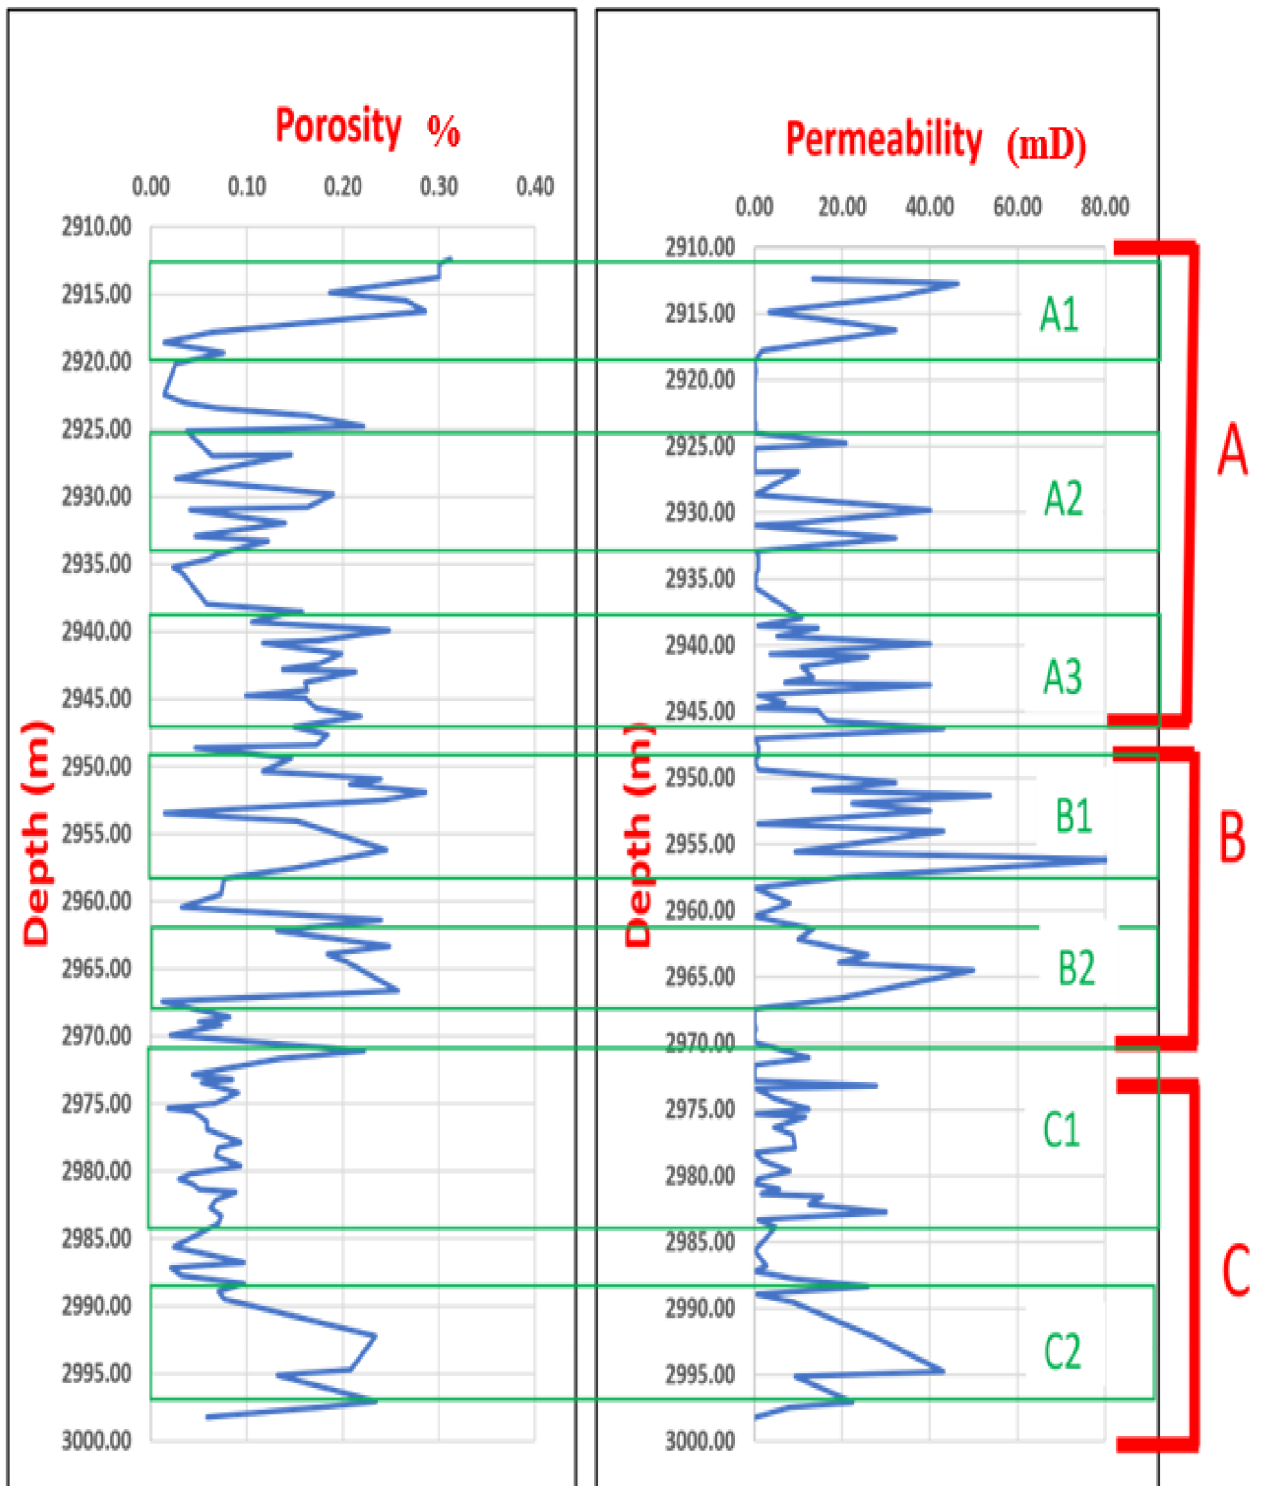 Porosity %
0.00 0.10 0.20 0.30 0.40
2910.00
2915.00
2920.00
2925.00
2930.00
2935.00
2940.00
2945.00
2950.00
2955.00
2960.00
2965.00
2970.00
2975.00
2980.00
2985.00
2990.00
2995.00
3000.00
Depth (m)
Permeability (mD)
0.00 20.00 40.00 60.00 80.00
2910.00
2915.00
2920.00
2925.00
2930.00
2935.00
2940.00
2945.00
2950.00
2955.00
2960.00
2965.00
2970.00
2975.00
2980.00
2985.00
2990.00
2995.00
3000.00
Depth (m)
A1
A2
A3
B1
B2
C1
C2
A
B
C